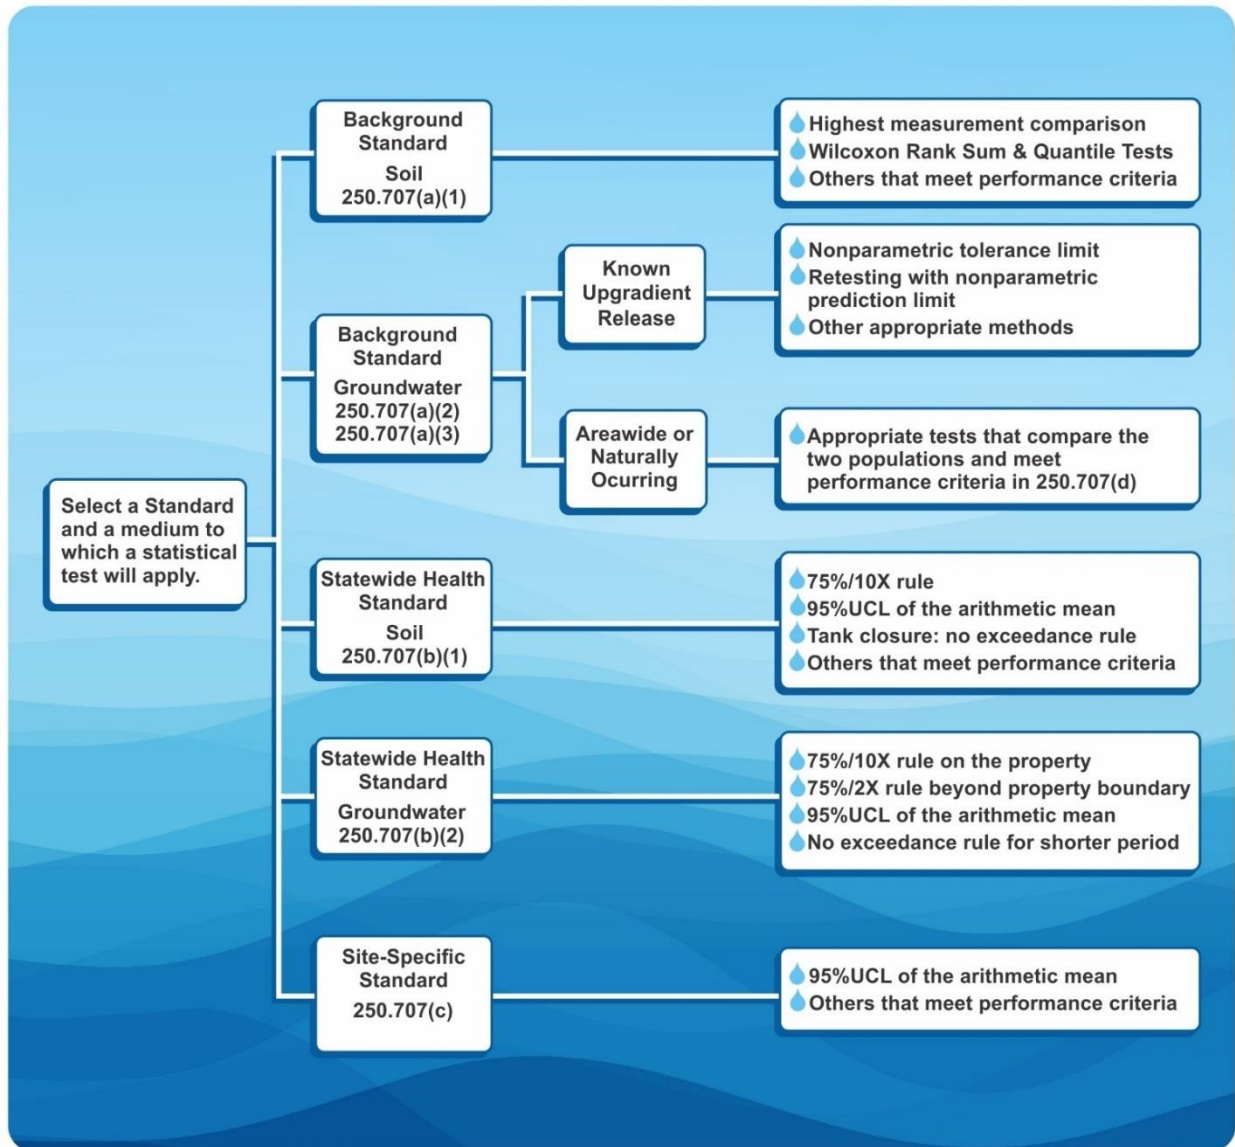 Select a Standard
and a medium to
which a statistical
test will apply.
Background
Standard
Soil
250.707(a)(1)
Highest measurement comparison
Wilcoxon Rank Sum & Quantile Tests
Others that meet performance criteria
Background
Standard
Groundwater
250.707(a)(2)
250.707(a)(3)
Known
Upgradient
Release
Nonparametric tolerance limit
Retesting with nonparametric
prediction limit
Other appropriate methods
Areawide or
Naturally
Ocurring
Appropriate tests that compare the
two populations and meet
performance criteria in 250.707(d)
Statewide Health
Standard
Soil
250.707(b)(1)
75%/10X rule
95%UCL of the arithmetic mean
Tank closure: no exceedance rule
Others that meet performance criteria
Statewide Health
Standard
Groundwater
250.707(b)(2)
75%/10X rule on the property
75%/2X rule beyond property boundary
95%UCL of the arithmetic mean
No exceedance rule for shorter period
Site-Specific
Standard
250.707(c)
95%UCL of the arithmetic mean
Others that meet performance criteria